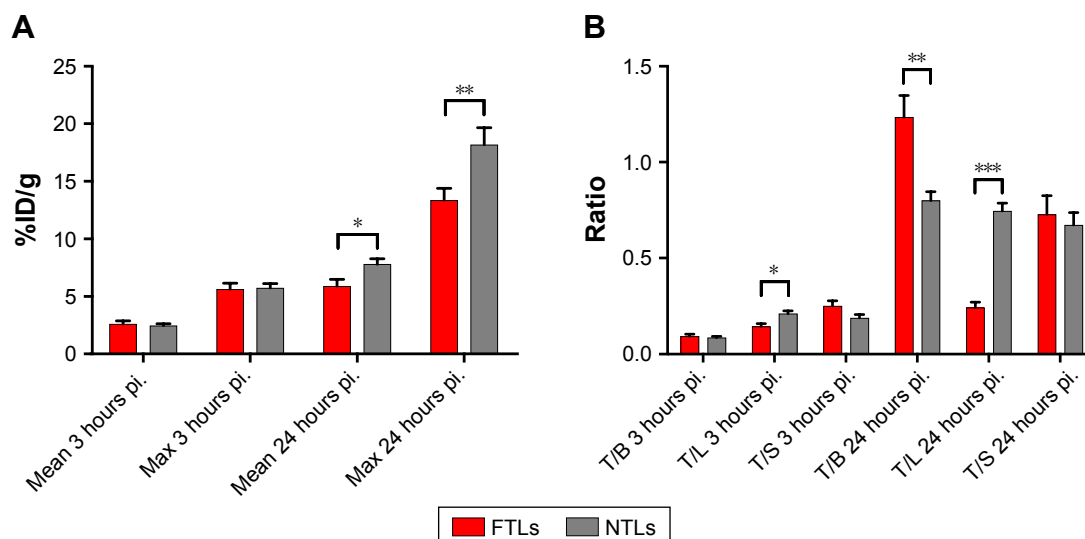 A
%ID/g
25
20
15
10
5
0
*
**
Mean 3 hours pi.
Max 3 hours pi.
Mean 24 hours pi.
Max 24 hours pi.
B
Ratio
1.5
1.0
0.5
0.0
*
**
***
T/B 3 hours pi.
T/L 3 hours pi.
T/S 3 hours pi.
T/B 24 hours pi.
T/L 24 hours pi.
T/S 24 hours pi.
FTLs
NTLs